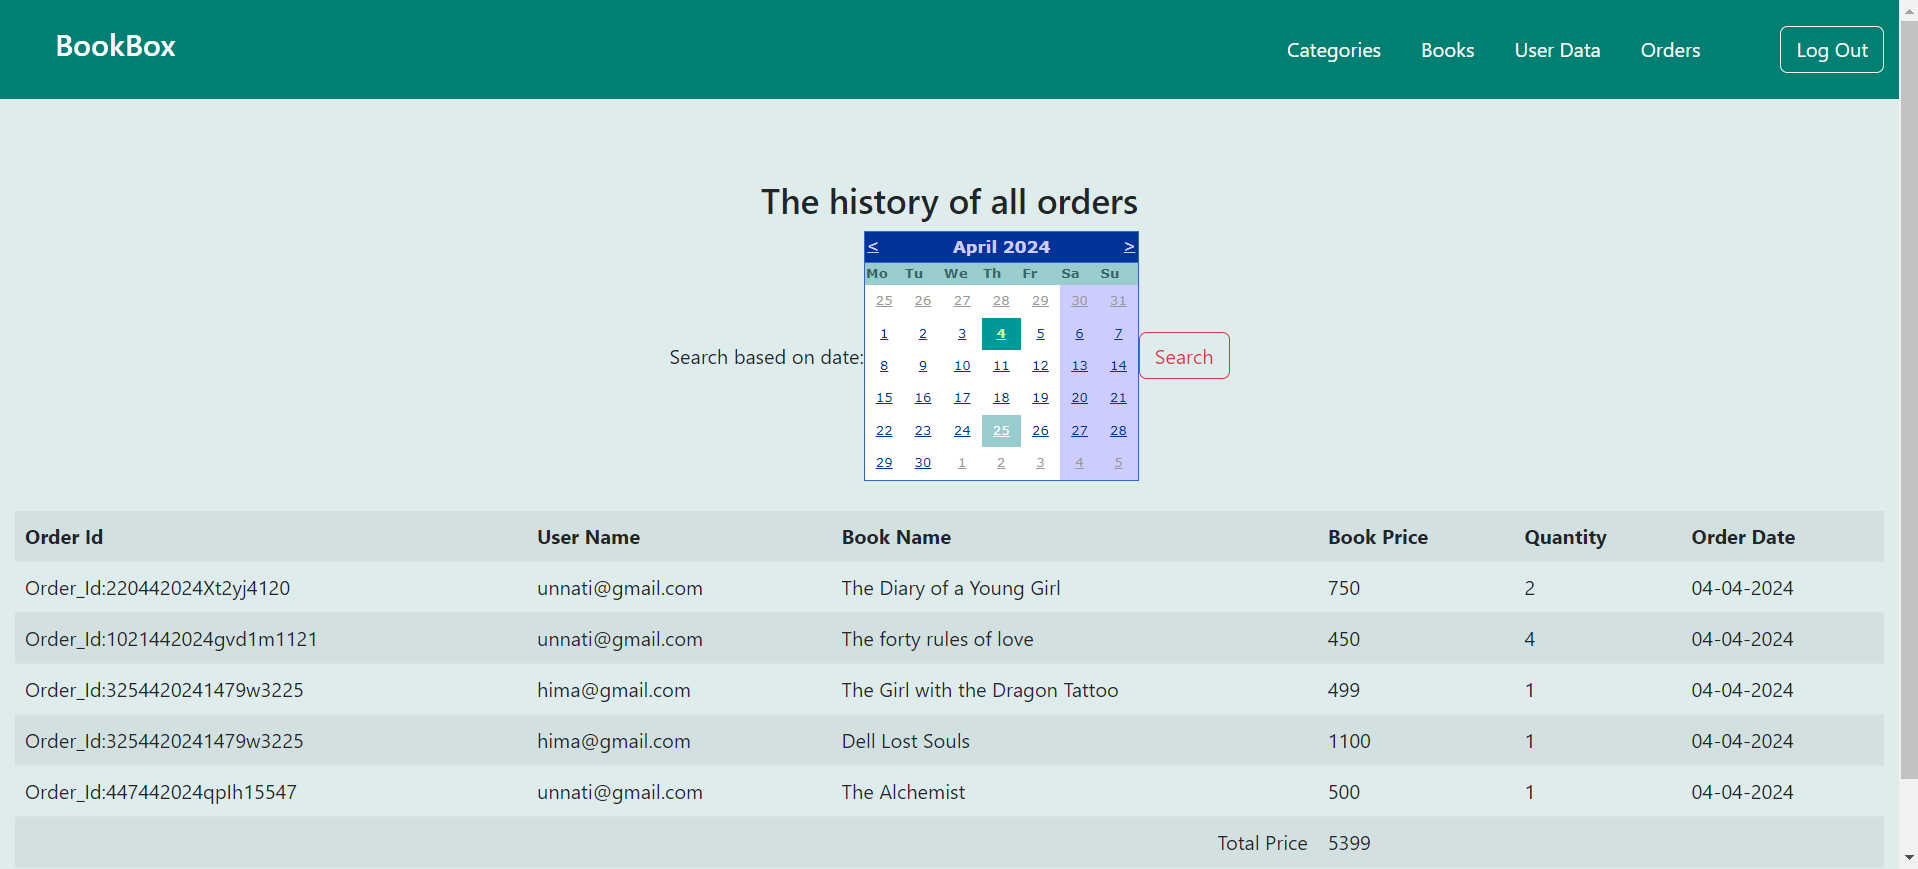 BookBox
Categories Books User Data Orders Log Out
The history of all orders
< April 2024 >
Mo Tu We Th Fr Sa Su
25 26 27 28 29 30 31
1 2 3 4 5 6 7
Search based on date: Search
8 9 10 11 12 13 14
15 16 17 18 19 20 21
22 23 24 25 26 27 28
29 30 1 2 3 4 5
Order Id User Name Book Name Book Price Quantity Order Date
Order_Id:220442024Xt2yj4120 unnati@gmail.com The Diary of a Young Girl 750 2 04-04-2024
Order_Id:1021442024gvd1m1121 unnati@gmail.com The forty rules of love 450 4 04-04-2024
Order_Id:3254420241479w3225 hima@gmail.com The Girl with the Dragon Tattoo 499 1 04-04-2024
Order_Id:3254420241479w3225 hima@gmail.com Dell Lost Souls 1100 1 04-04-2024
Order_Id:447442024qpIh15547 unnati@gmail.com The Alchemist 500 1 04-04-2024
Total Price 5399